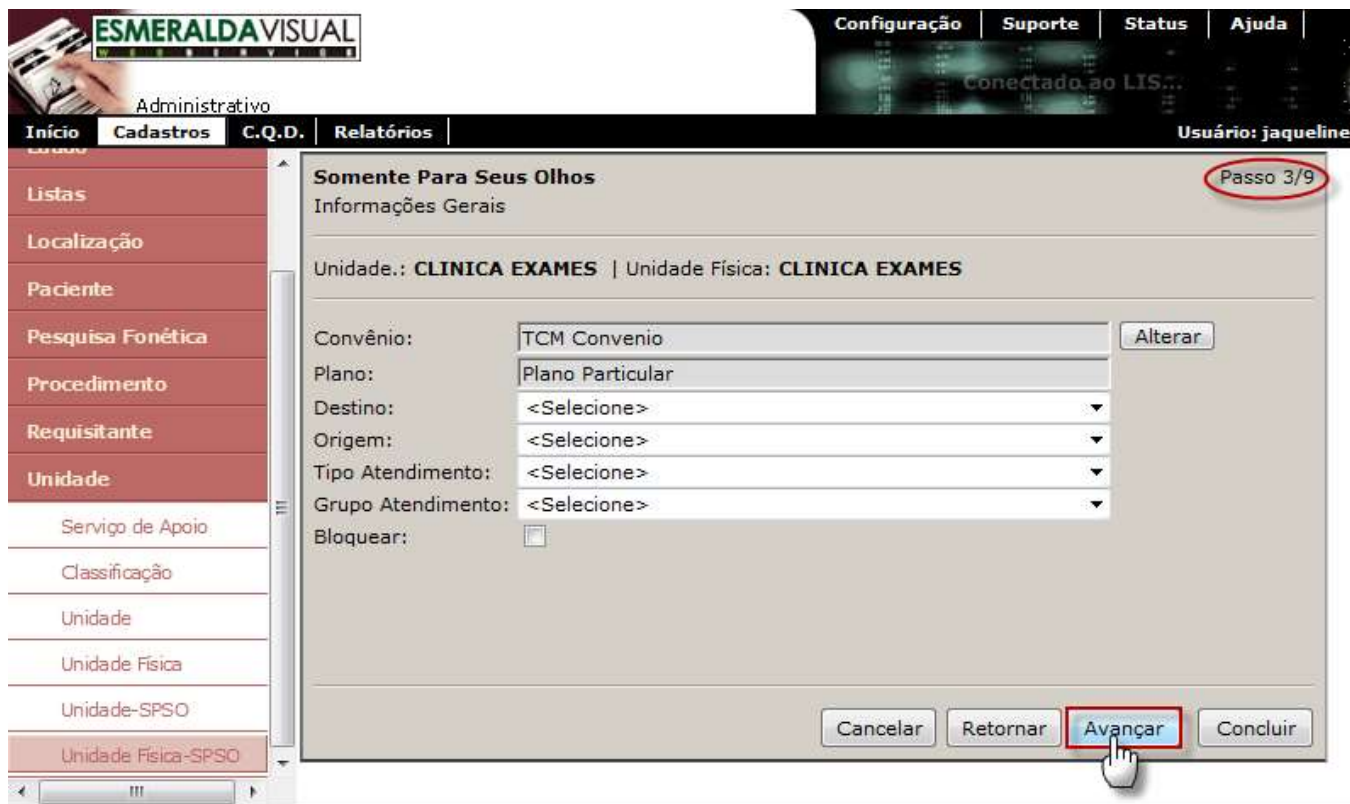 ESMERALDAVISUAL
WEB SERVICE
Administrativo
Configuração Suporte Status Ajuda
Conectado ao LIS...
Início Cadastros C.Q.D. Relatórios Usuário: jaqueline
Listas
Localização
Paciente
Pesquisa Fonética
Procedimento
Requisitante
Unidade
Serviço de Apoio
Classificação
Unidade
Unidade Física
Unidade-SPSO
Unidade Física-SPSO
Somente Para Seus Olhos Passo 3/9
Informações Gerais
Unidade.: CLINICA EXAMES | Unidade Física: CLINICA EXAMES
Convênio: TCM Convenio Alterar
Plano: Plano Particular
Destino: <Selecione>
Origem: <Selecione>
Tipo Atendimento: <Selecione>
Grupo Atendimento: <Selecione>
Bloquear:
Cancelar Retornar Avançar Concluir